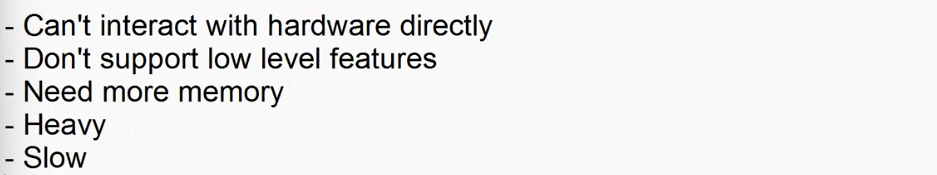 - Can't interact with hardware directly
- Don't support low level features
- Need more memory
- Heavy
- Slow